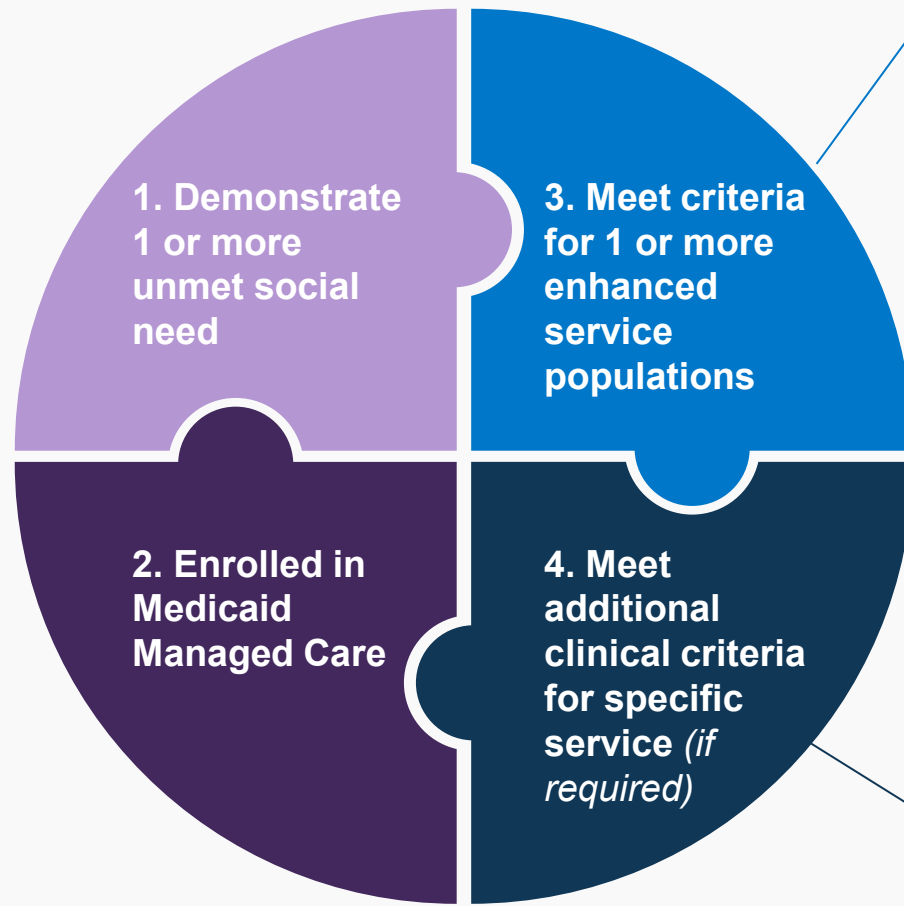 1. Demonstrate
1 or more
unmet social
need
2. Enrolled in
Medicaid
Managed Care
3. Meet criteria
for 1 or more
enhanced
service
populations
4. Meet
additional
clinical criteria
for specific
service (if
required)